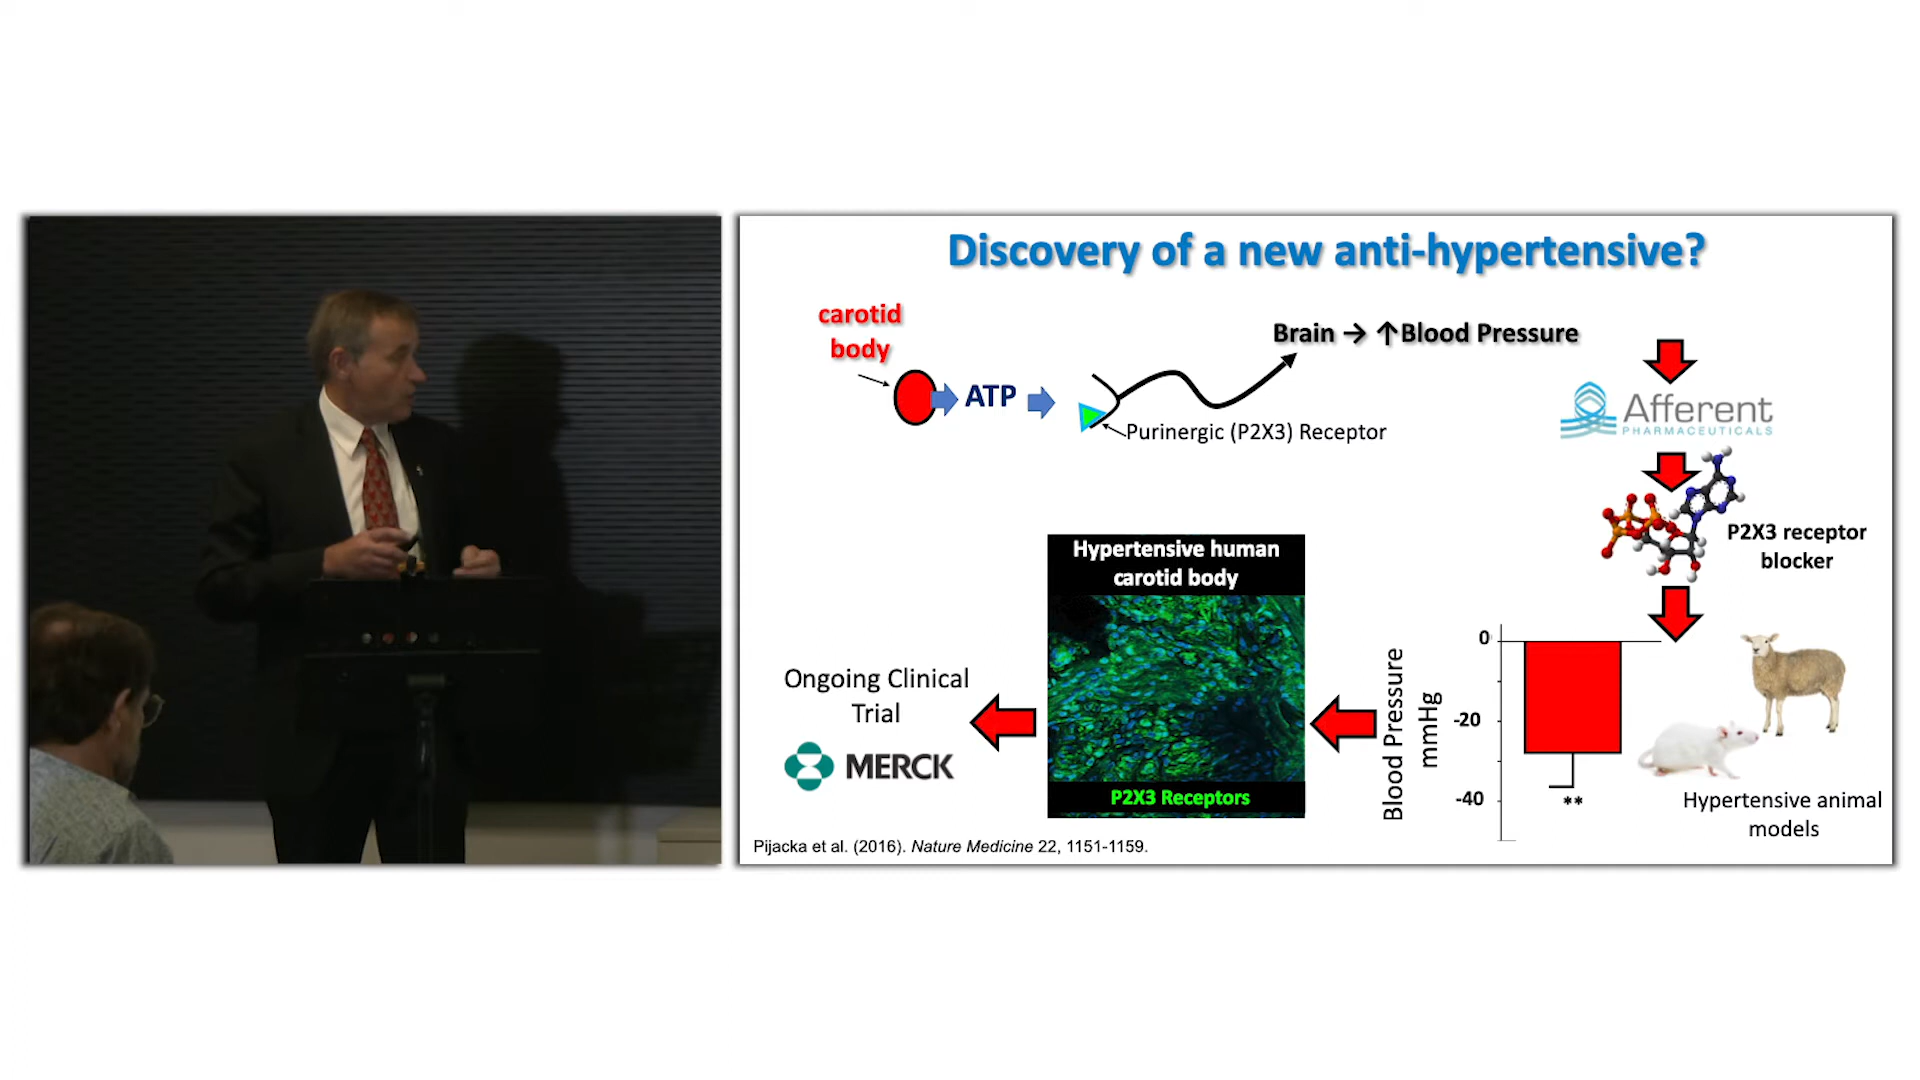 Discovery of a new anti-hypertensive?
carotid
body
ATP
Brain → ↑Blood Pressure
Purinergic (P2X3) Receptor
Afferent
PHARMACEUTICALS
P2X3 receptor
blocker
Hypertensive human
carotid body
P2X3 Receptors
Ongoing Clinical
Trial
MERCK
Blood Pressure
mmHg
0
-20
-40
**
Hypertensive animal
models
Pijacka et al. (2016). Nature Medicine 22, 1151-1159.